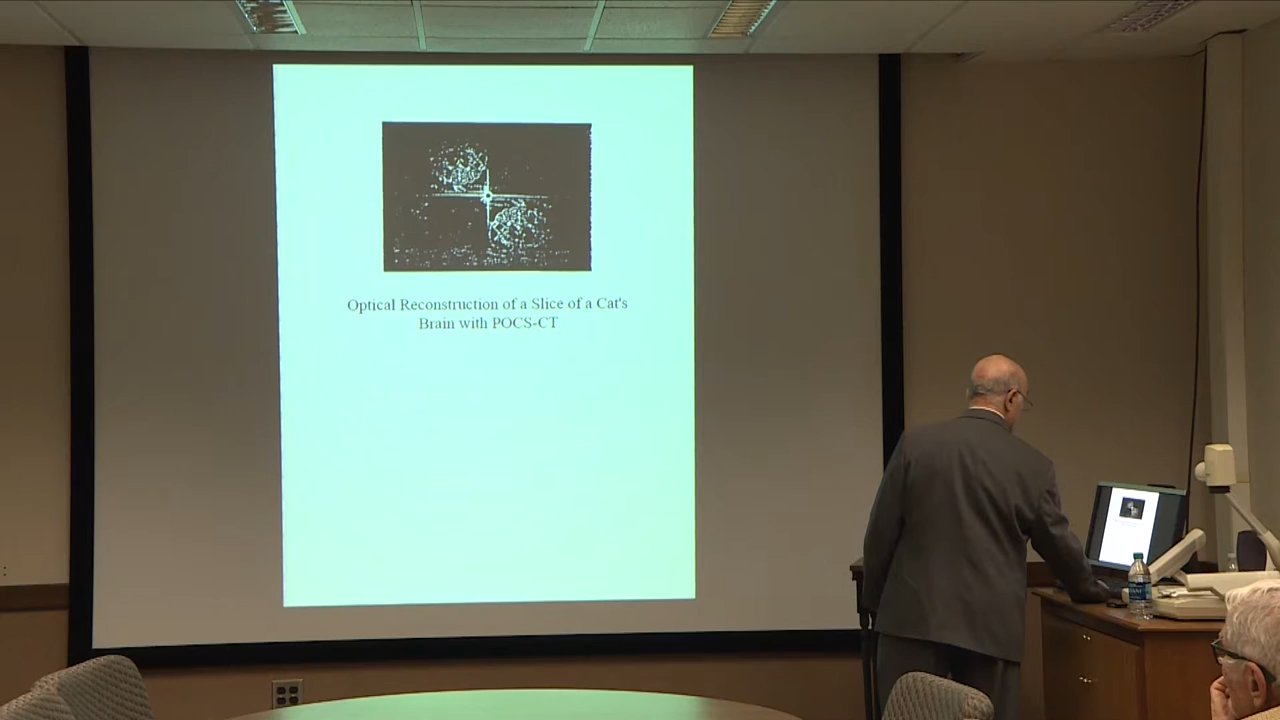 Optical Reconstruction of a Slice of a Cat's
Brain with POCS-CT